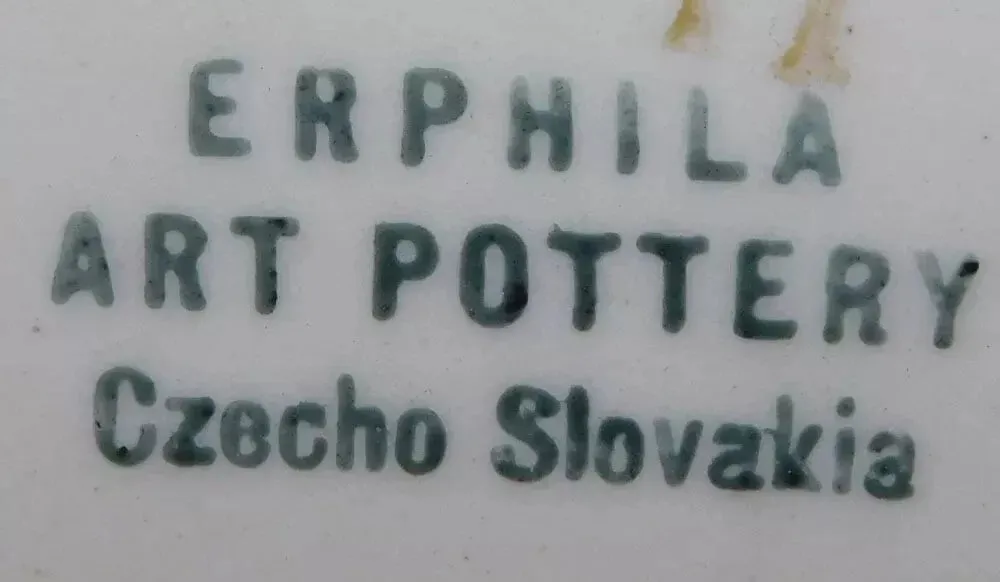 ERPHILA
ART POTTERY
Czecho Slovakia